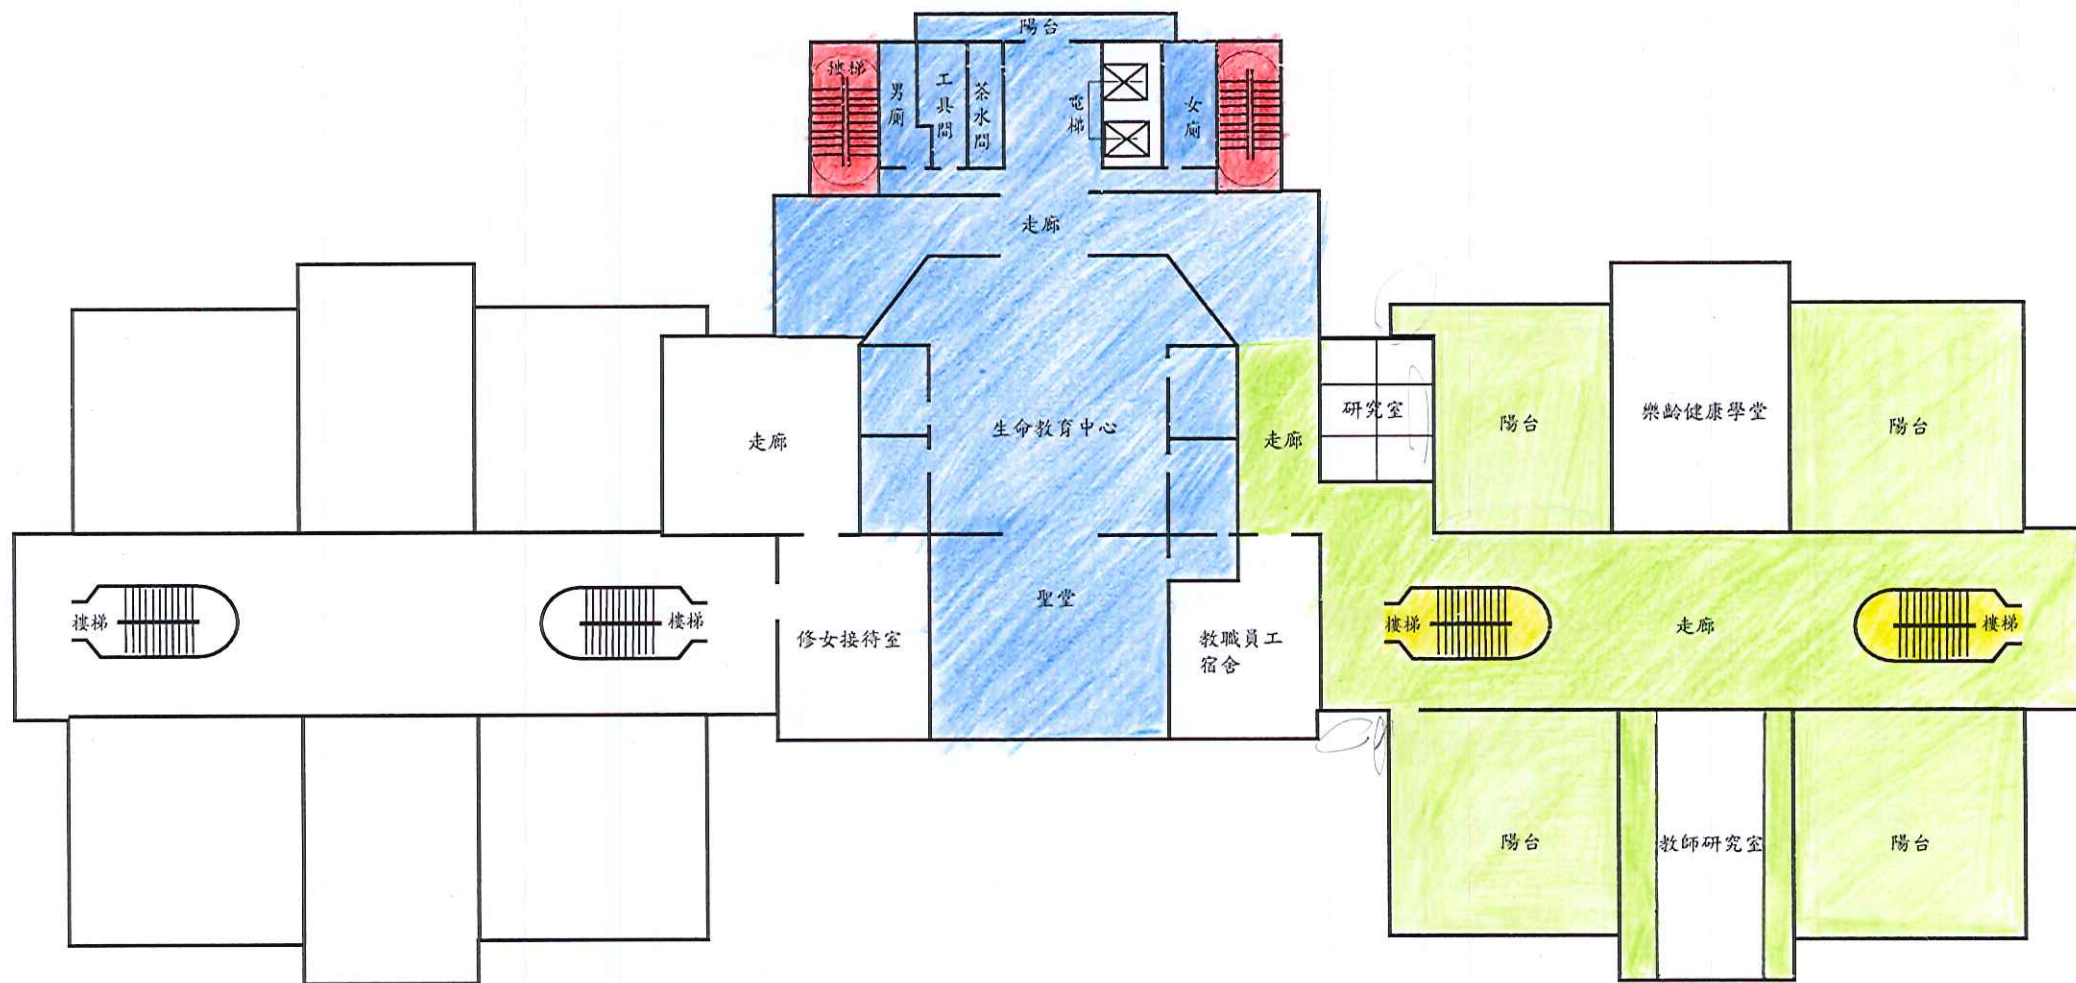 陽台
樓梯
男廁
工具間
茶水間
電梯
女廁
走廊
走廊
生命教育中心
走廊
研究室
陽台
樂齡健康學堂
陽台
樓梯
樓梯
修女接待室
聖堂
教職員工
宿舍
樓梯
走廊
樓梯
陽台
教師研究室
陽台